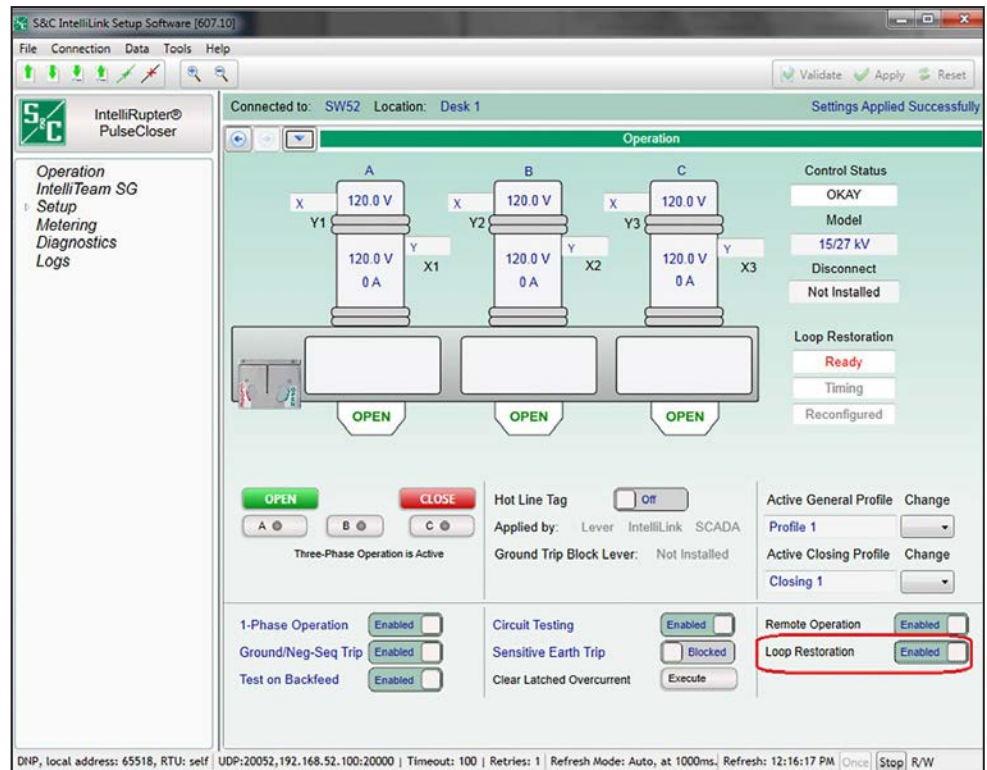 S&C IntelliLink Setup Software [607.10]
File Connection Data Tools Help
Validate Apply Reset
S&C
IntelliRupter®
PulseCloser
Connected to: SW52 Location: Desk 1 Settings Applied Successfully
Operation
Operation
IntelliTeam SG
Setup
Metering
Diagnostics
Logs
A B C
X 120.0 V X 120.0 V X 120.0 V
Y1 Y2 Y3
Y Y Y
120.0 V X1 120.0 V X2 120.0 V X3
0 A 0 A 0 A
OPEN OPEN OPEN
Control Status
OKAY
Model
15/27 kV
Disconnect
Not Installed
Loop Restoration
Ready
Timing
Reconfigured
OPEN CLOSE
A B C
Three-Phase Operation is Active
Hot Line Tag Off
Applied by: Lever IntelliLink SCADA
Ground Trip Block Lever: Not Installed
Active General Profile Change
Profile 1
Active Closing Profile Change
Closing 1
1-Phase Operation Enabled
Ground/Neg-Seq Trip Enabled
Test on Backfeed Enabled
Circuit Testing Enabled
Sensitive Earth Trip Blocked
Clear Latched Overcurrent Execute
Remote Operation Enabled
Loop Restoration Enabled
DNP, local address: 65518, RTU: self UDP:20052,192.168.52.100:20000 | Timeout: 100 | Retries: 1 | Refresh Mode: Auto, at 1000ms. Refresh: 12:16:17 PM Once Stop R/W